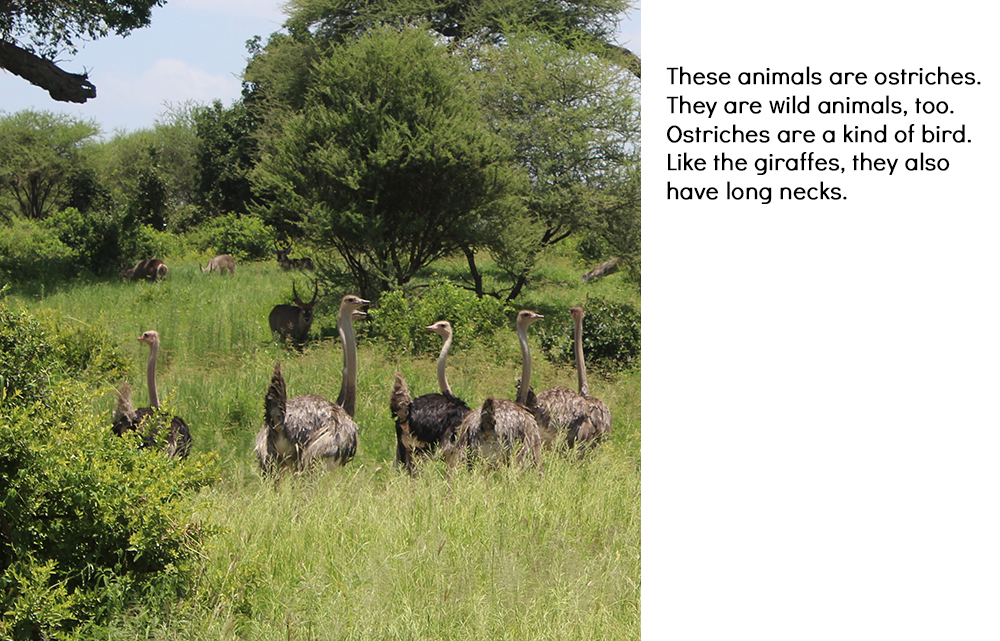 These animals are ostriches.
They are wild animals, too.
Ostriches are a kind of bird.
Like the giraffes, they also
have long necks.